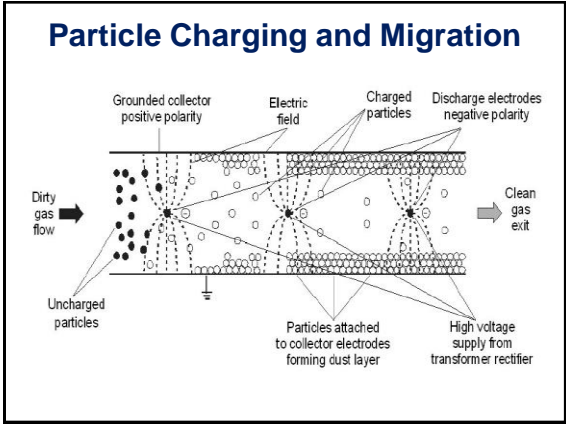 Particle Charging and Migration
Grounded collector
positive polarity
Electric
field
Charged
particles
Discharge electrodes
negative polarity
Dirty
gas
flow
Clean
gas
exit
Uncharged
particles
Particles attached
to collector electrodes
forming dust layer
High voltage
supply from
transformer rectifier